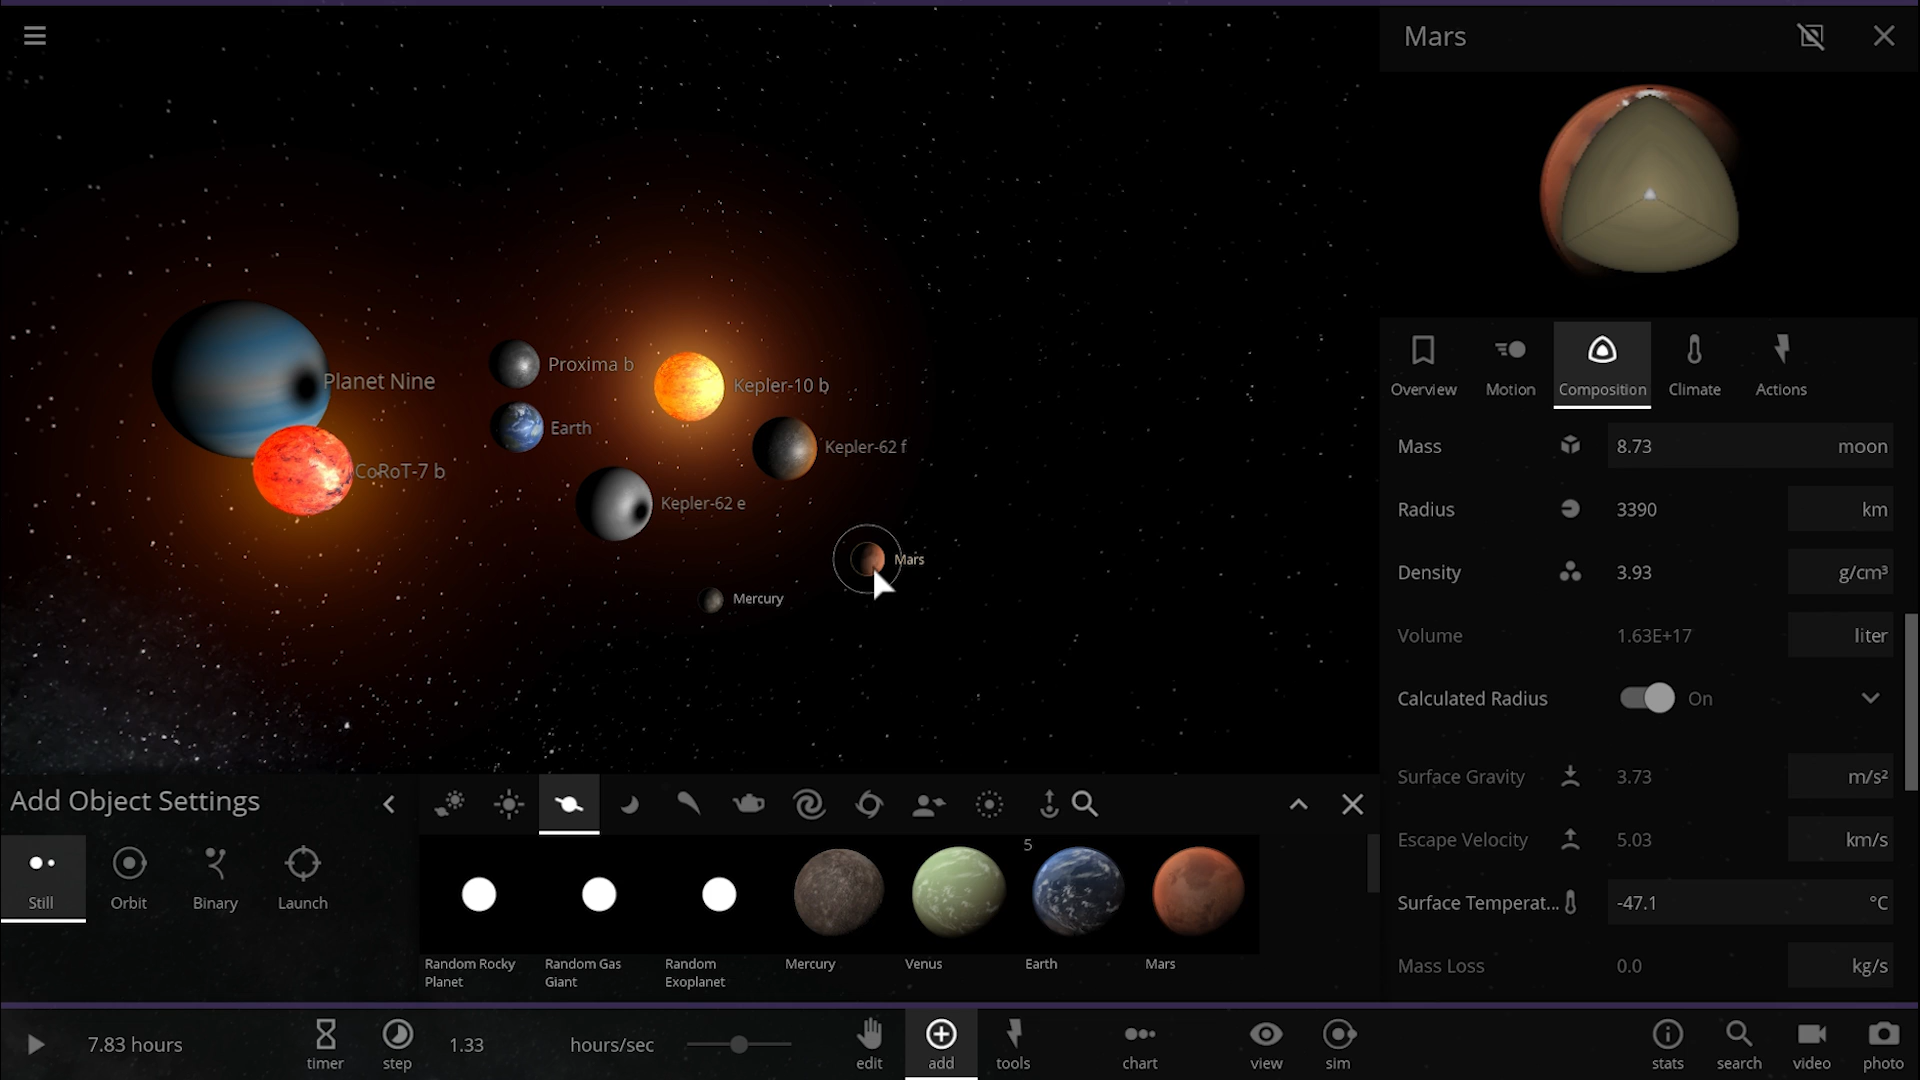 Mars
Planet Nine
Proxima b
Kepler-10 b
Earth
Kepler-62 f
CoRoT-7 b
Kepler-62 e
Mars
Mercury
Overview
Motion
Composition
Climate
Actions
Mass 8.73 moon
Radius 3390 km
Density 3.93 g/cm³
Volume 1.63E+17 liter
Calculated Radius On
Surface Gravity 3.73 m/s²
Escape Velocity 5.03 km/s
Surface Temperat... -47.1 °C
Mass Loss 0.0 kg/s
Add Object Settings
Still
Orbit
Binary
Launch
5
Random Rocky
Planet
Random Gas
Giant
Random
Exoplanet
Mercury
Venus
Earth
Mars
7.83 hours
timer
step
1.33 hours/sec
edit
add
tools
chart
view
sim
stats
search
video
photo